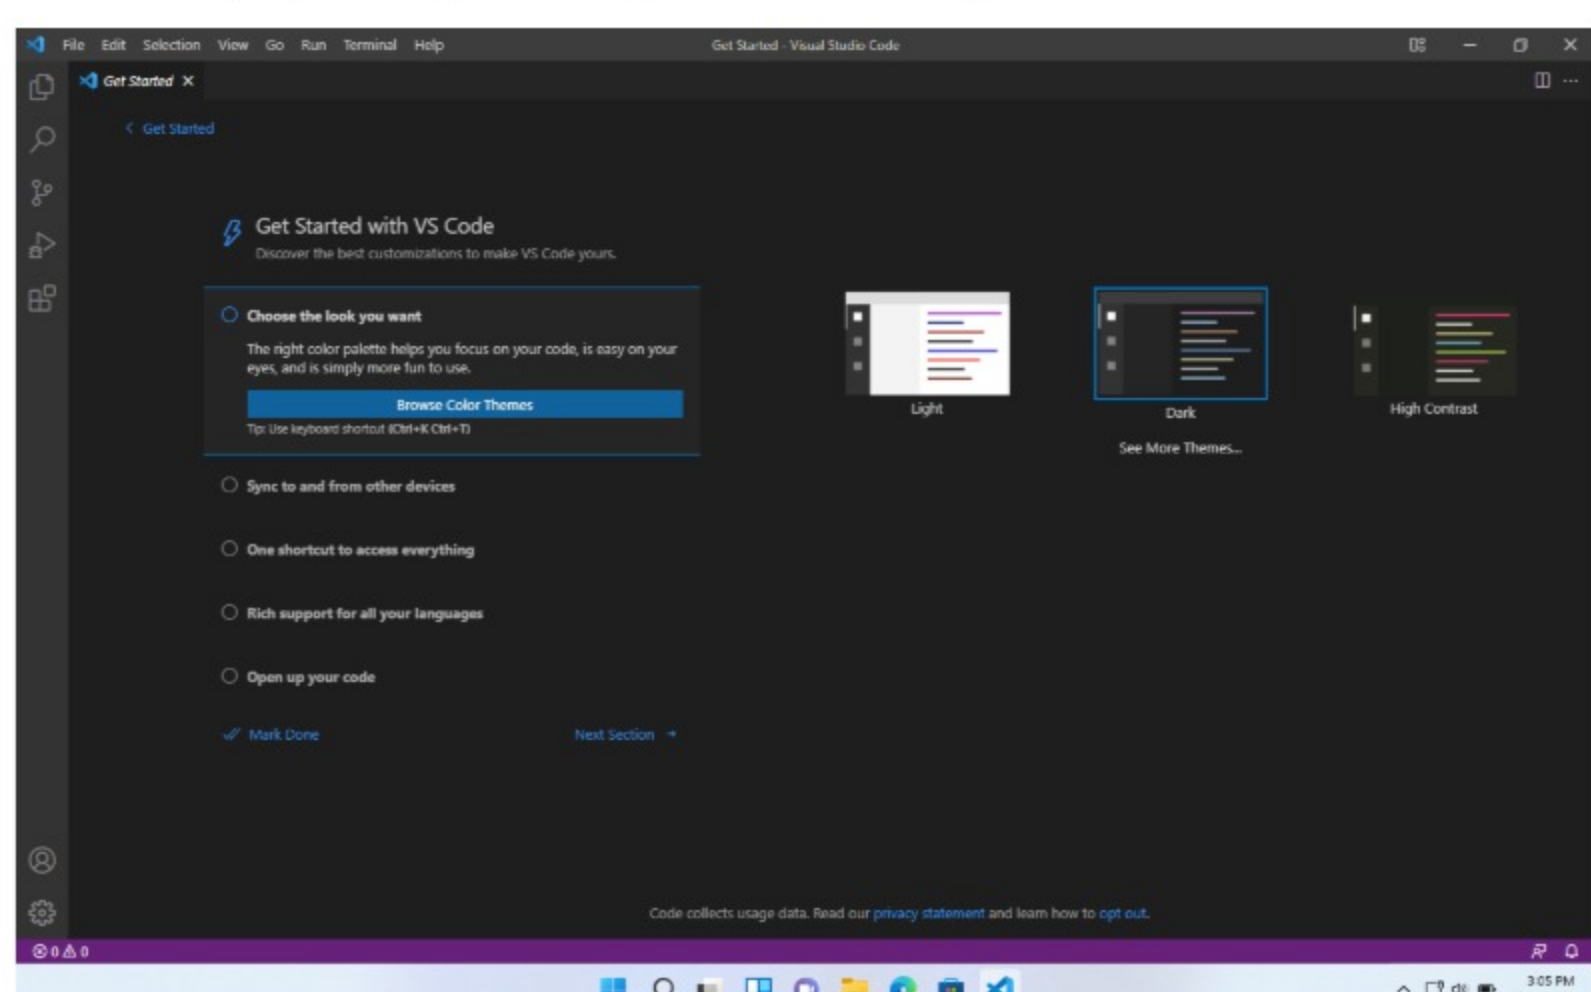 File Edit Selection View Go Run Terminal Help
Get Started - Visual Studio Code
Get Started
Get Started
Get Started with VS Code
Discover the best customizations to make VS Code yours.
Choose the look you want
The right color palette helps you focus on your code, is easy on your
eyes, and is simply more fun to use.
Browse Color Themes
Tip: Use keyboard shortcut (Ctrl+K Ctrl+T)
Light
Dark
High Contrast
See More Themes...
Sync to and from other devices
One shortcut to access everything
Rich support for all your languages
Open up your code
Mark Done
Next Section
Code collects usage data. Read our privacy statement and learn how to opt out.
0 0
3:05 PM